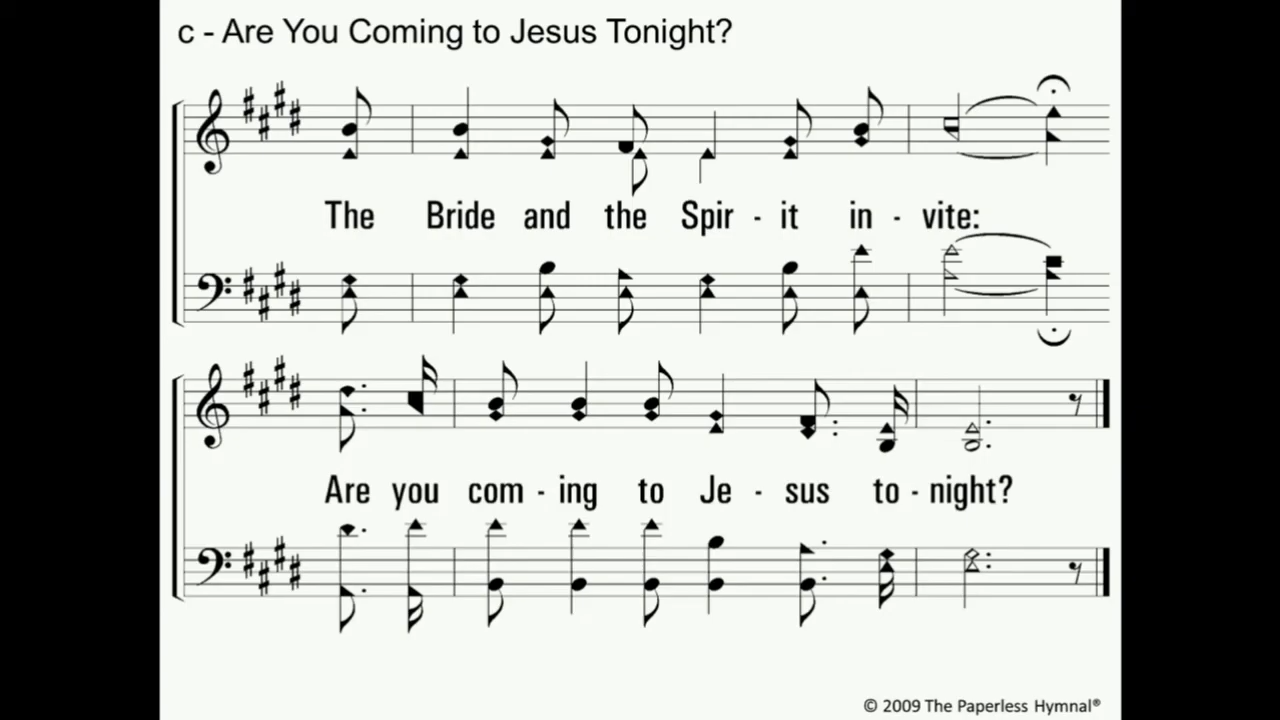 c - Are You Coming to Jesus Tonight?
The Bride and the Spir - it in - vite:
Are you com - ing to Je - sus to - night?
© 2009 The Paperless Hymnal®